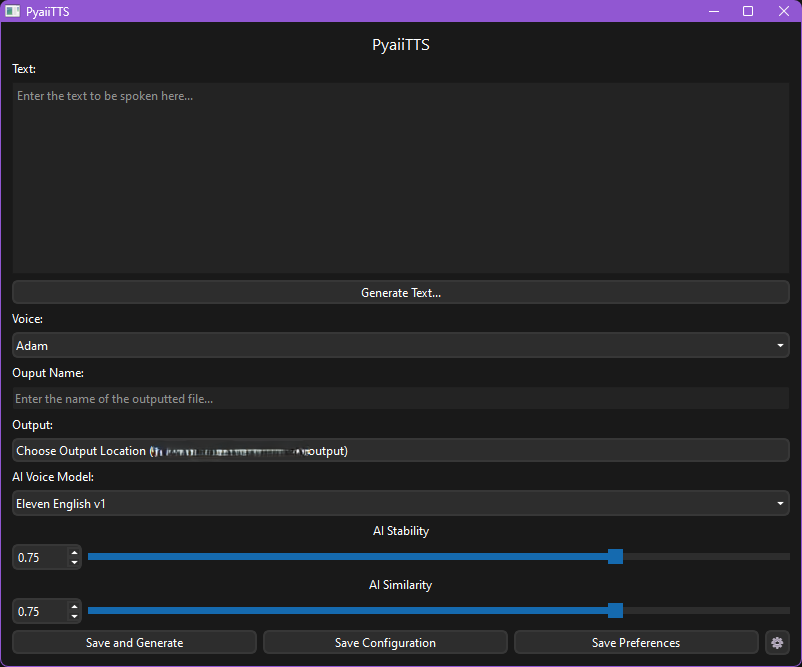 PyaiiTTS
PyaiiTTS
Text:
Enter the text to be spoken here...
Generate Text...
Voice:
Adam
Ouput Name:
Enter the name of the outputted file...
Output:
Choose Output Location ( output)
AI Voice Model:
Eleven English v1
AI Stability
0.75
AI Similarity
0.75
Save and Generate Save Configuration Save Preferences